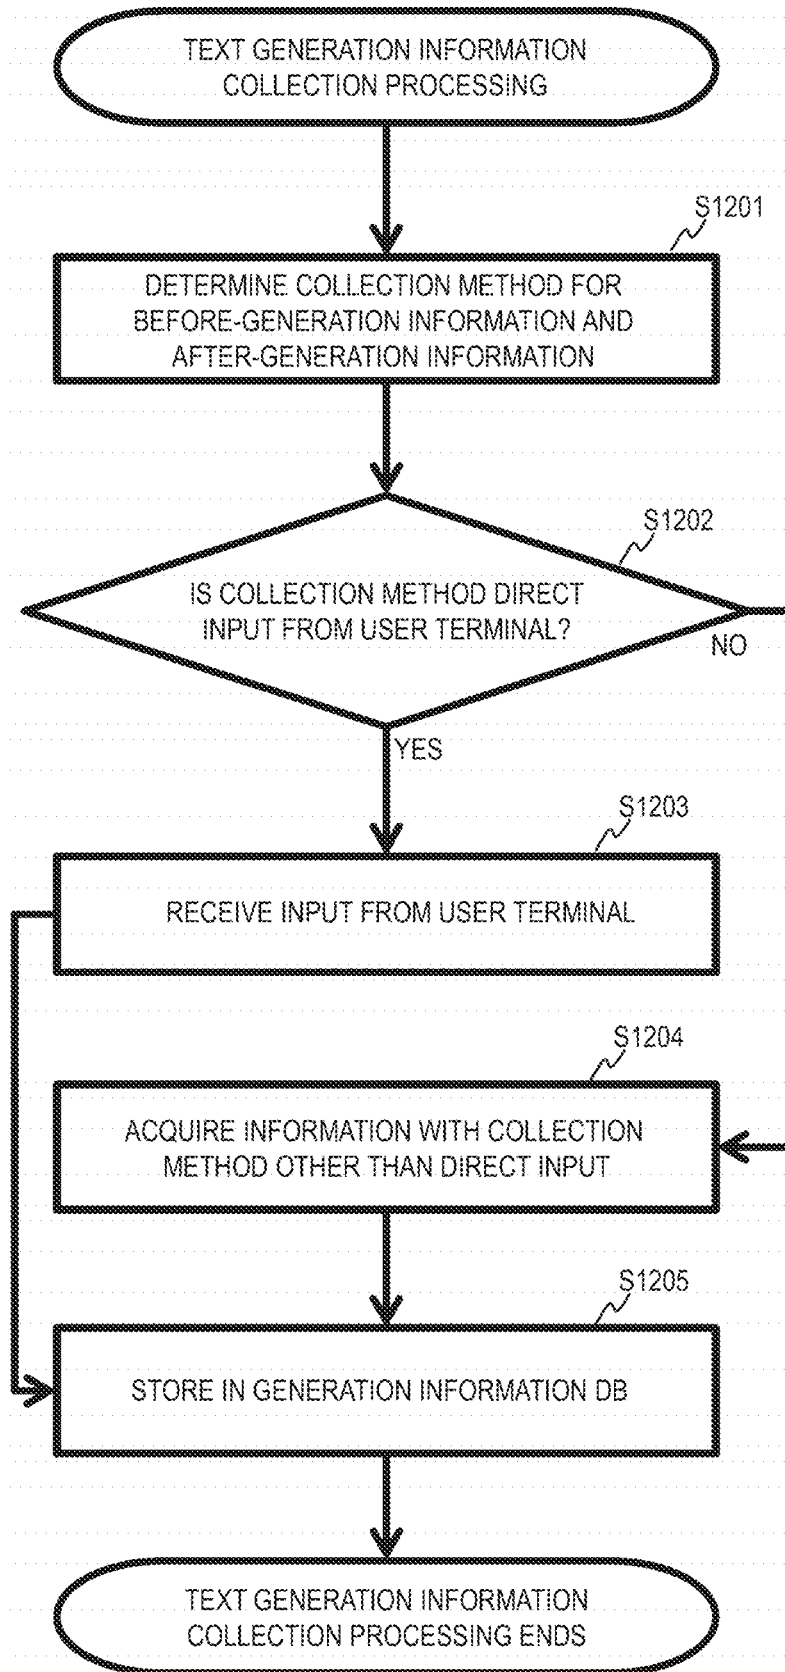 TEXT GENERATION INFORMATION
COLLECTION PROCESSING
S1201
DETERMINE COLLECTION METHOD FOR
BEFORE-GENERATION INFORMATION AND
AFTER-GENERATION INFORMATION
S1202
IS COLLECTION METHOD DIRECT
INPUT FROM USER TERMINAL?
NO
YES
S1203
RECEIVE INPUT FROM USER TERMINAL
S1204
ACQUIRE INFORMATION WITH COLLECTION
METHOD OTHER THAN DIRECT INPUT
S1205
STORE IN GENERATION INFORMATION DB
TEXT GENERATION INFORMATION
COLLECTION PROCESSING ENDS